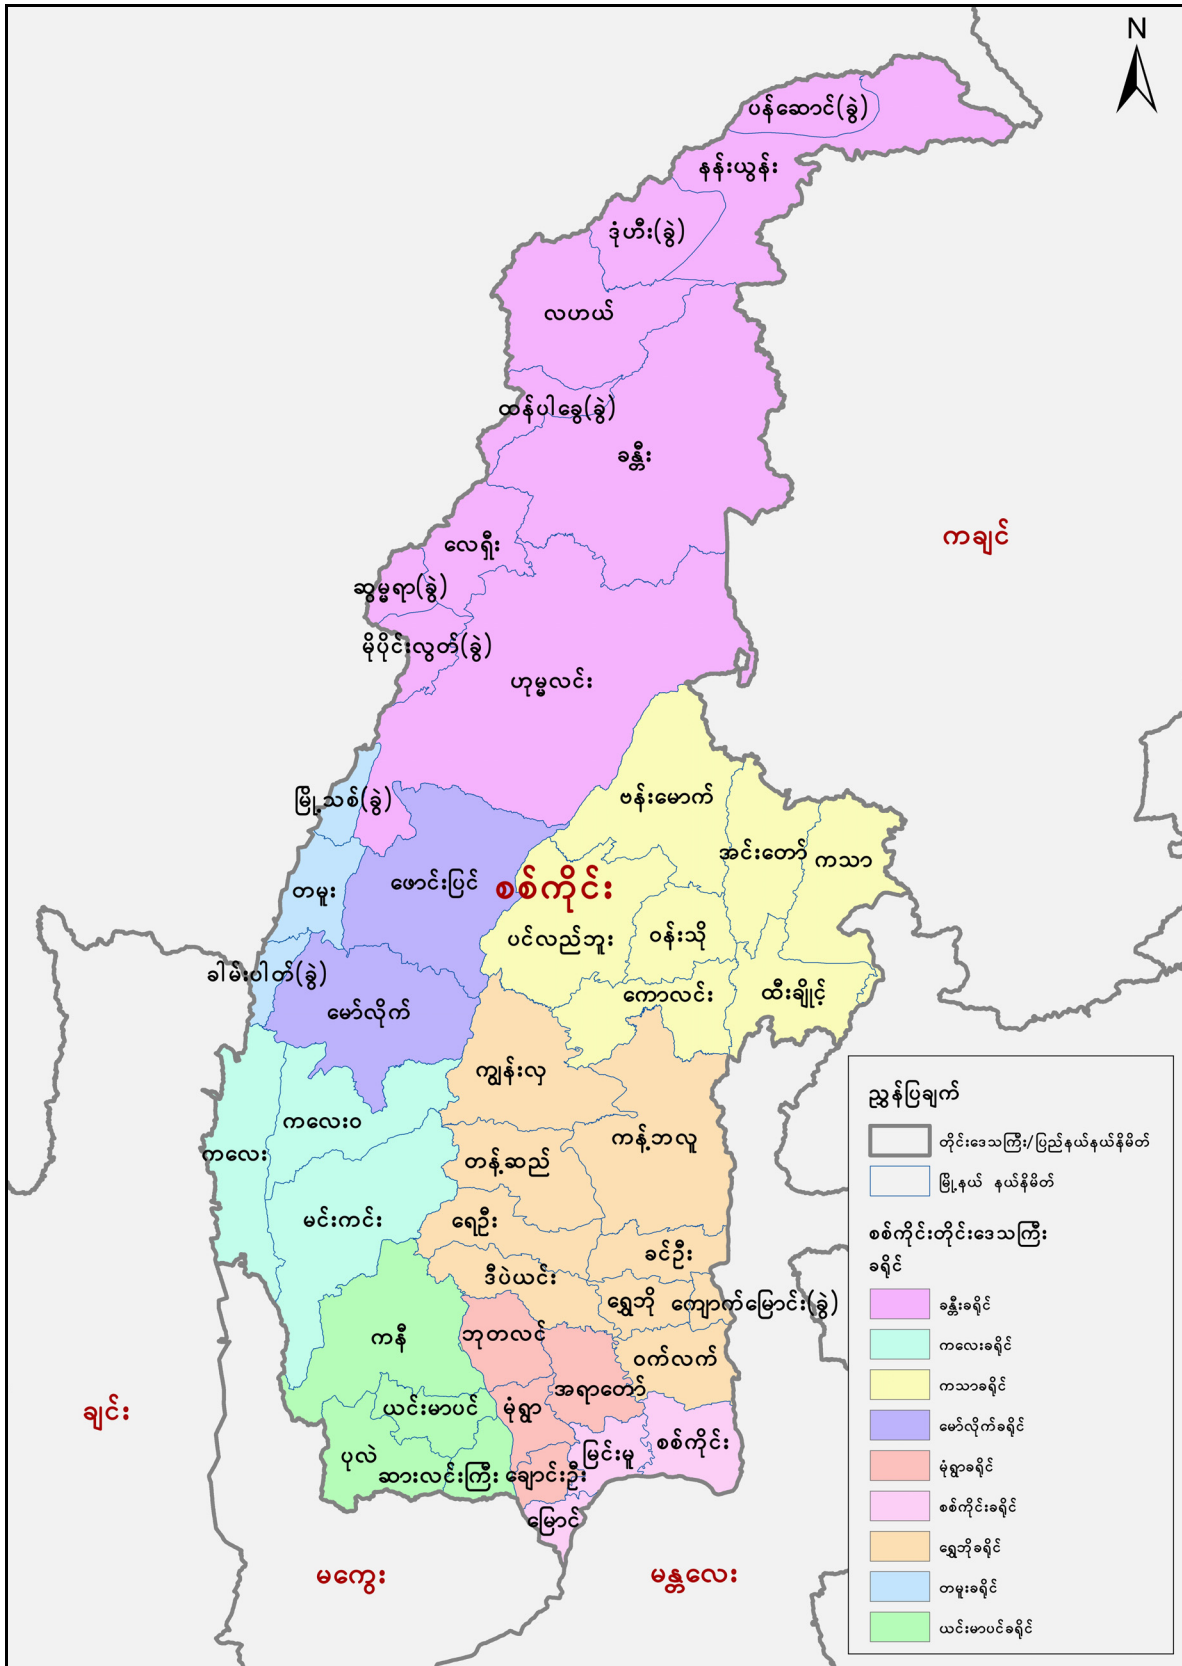 N
ပန်ဆောင်(ခွဲ)
နန်းယွန်း
ဒုံဟီး(ခွဲ)
လဟယ်
ထန်ပါခွေ(ခွဲ)
ခန္တီး
ကချင်
လေရှီး
ဆွမ္မရာ(ခွဲ)
မိုပိုင်းလွတ်(ခွဲ)
ဟုမ္မလင်း
မြို့သစ်(ခွဲ)
ဗန်းမောက်
အင်းတော်
ကသာ
တမူး
ဖောင်းပြင်
စစ်ကိုင်း
ပင်လည်ဘူး
ဝန်းသို
ခါမ်းပါတ်(ခွဲ)
ကောလင်း
ထီးချိုင့်
မော်လိုက်
ကျွန်းလှ
ကလေးဝ
ကန့်ဘလူ
ကလေး
တန့်ဆည်
မင်းကင်း
ရေဦး
ခင်ဦး
ဒီပဲယင်း
ရွှေဘို
ကျောက်မြောင်း(ခွဲ)
ကနီ
ဘုတလင်
ဝက်လက်
အရာတော်
ယင်းမာပင်
မုံရွာ
ချင်း
ပုလဲ
မြင်းမူ
စစ်ကိုင်း
ဆားလင်းကြီး
ချောင်းဦး
မြောင်
မကွေး
မန္တလေး
ညွှန်ပြချက်
တိုင်းဒေသကြီး/ပြည်နယ်နယ်နိမိတ်
မြို့နယ် နယ်နိမိတ်
စစ်ကိုင်းတိုင်းဒေသကြီး
ခရိုင်
ခန္တီးခရိုင်
ကလေးခရိုင်
ကသာခရိုင်
မော်လိုက်ခရိုင်
မုံရွာခရိုင်
စစ်ကိုင်းခရိုင်
ရွှေဘိုခရိုင်
တမူးခရိုင်
ယင်းမာပင်ခရိုင်